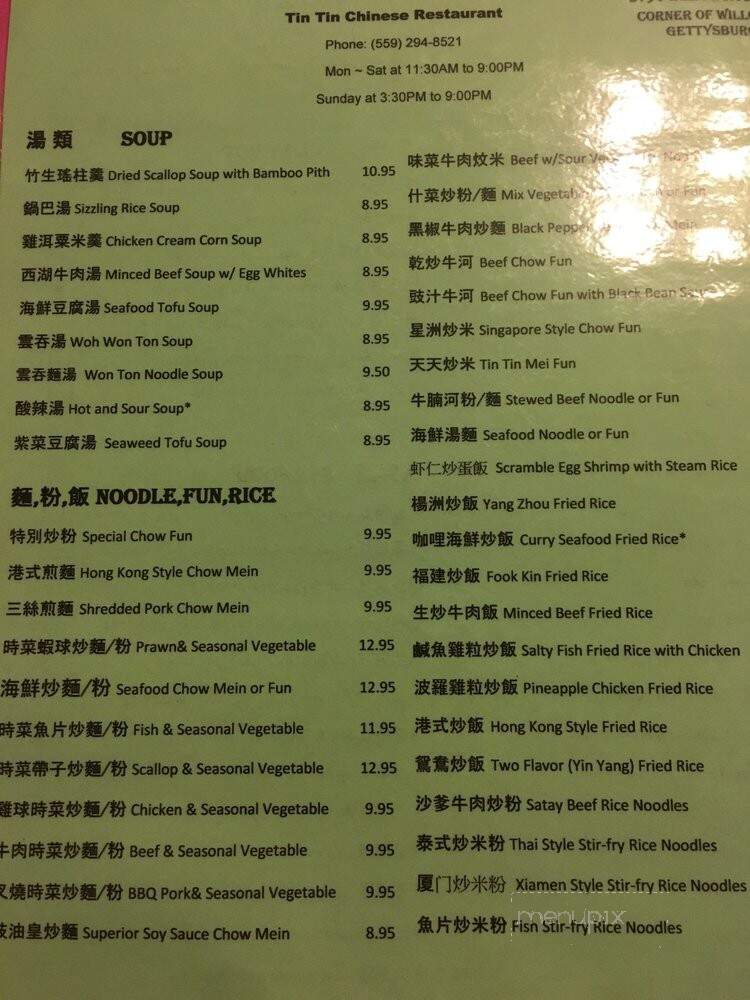 Tin Tin Chinese Restaurant
Phone: (559) 294-8521
Mon ~ Sat at 11:30AM to 9:00PM
Sunday at 3:30PM to 9:00PM
CORNER OF
GETTYSBUR
湯類 SOUP
竹生瑤柱羹 Dried Scallop Soup with Bamboo Pith 10.95
鍋巴湯 Sizzling Rice Soup 8.95
雞洱粟米羹 Chicken Cream Corn Soup 8.95
西湖牛肉湯 Minced Beef Soup w/ Egg Whites 8.95
海鮮豆腐湯 Seafood Tofu Soup 9.95
雲吞湯 Woh Won Ton Soup 8.95
雲吞麵湯 Won Ton Noodle Soup 9.50
酸辣湯 Hot and Sour Soup* 8.95
紫菜豆腐湯 Seaweed Tofu Soup 8.95
麵,粉,飯 NOODLE,FUN,RICE
特別炒粉 Special Chow Fun 9.95
港式煎麵 Hong Kong Style Chow Mein 9.95
三絲煎麵 Shredded Pork Chow Mein 9.95
時菜蝦球炒麵/粉 Prawn& Seasonal Vegetable 12.95
海鮮炒麵/粉 Seafood Chow Mein or Fun 12.95
時菜魚片炒麵/粉 Fish & Seasonal Vegetable 11.95
時菜帶子炒麵/粉 Scallop & Seasonal Vegetable 12.95
雞球時菜炒麵/粉 Chicken & Seasonal Vegetable 9.95
牛肉時菜炒麵/粉 Beef & Seasonal Vegetable 9.95
叉燒時菜炒麵/粉 BBQ Pork& Seasonal Vegetable 9.95
豉油皇炒麵 Superior Soy Sauce Chow Mein 8.95
味菜牛肉炆米 Beef w/Sour
什菜炒粉/麵 Mix or Fun
黑椒牛肉炒麵 Black Pepper Mein
乾炒牛河 Beef Chow Fun
豉汁牛河 Beef Chow Fun with Black Bean
星洲炒米 Singapore Style Chow Fun
天天炒米 Tin Tin Mei Fun
牛腩河粉/麵 Stewed Beef Noodle or Fun
海鮮湯麵 Seafood Noodle or Fun
虾仁炒蛋飯 Scramble Egg Shrimp with Steam Rice
楊洲炒飯 Yang Zhou Fried Rice
咖哩海鮮炒飯 Curry Seafood Fried Rice*
福建炒飯 Fook Kin Fried Rice
生炒牛肉飯 Minced Beef Fried Rice
鹹魚雞粒炒飯 Salty Fish Fried Rice with Chicken
波羅雞粒炒飯 Pineapple Chicken Fried Rice
港式炒飯 Hong Kong Style Fried Rice
鴛鴦炒飯 Two Flavor (Yin Yang) Fried Rice
沙爹牛肉炒粉 Satay Beef Rice Noodles
泰式炒米粉 Thai Style Stir-fry Rice Noodles
厦门炒米粉 Xiamen Style Stir-fry Rice Noodles
魚片炒米粉 Fish Stir-fry Rice Noodles
menupix